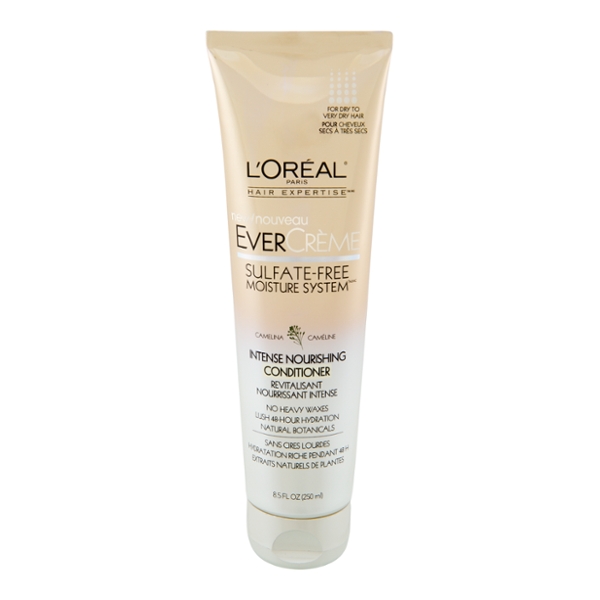 FOR DRY TO
VERY DRY HAIR
POUR CHEVEUX
SECS À TRÈS SECS
L'ORÉAL
PARIS
HAIR EXPERTISE
new/nouveau
EVERCRÈME
SULFATE-FREE
MOISTURE SYSTEM
CAMELINA CAMÉLINE
INTENSE NOURISHING
CONDITIONER
REVITALISANT
NOURRISSANT INTENSE
NO HEAVY WAXES
LUSH 48-HOUR HYDRATION
NATURAL BOTANICALS
SANS CIRES LOURDES
HYDRATATION RICHE PENDANT 48 H
EXTRAITS NATURELS DE PLANTES
8.5 FL OZ (250 ml)